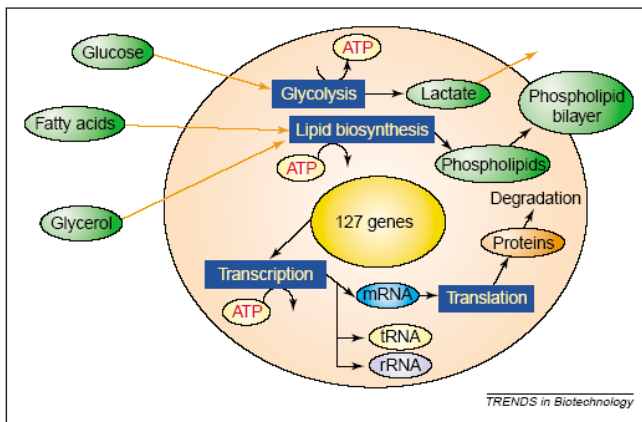 ATP
Glucose
Glycolysis
Lactate
Phospholipid
bilayer
Fatty acids
Lipid biosynthesis
ATP
Phospholipids
Degradation
Glycerol
127 genes
Proteins
Transcription
mRNA
Translation
ATP
tRNA
rRNA
TRENDS in Biotechnology